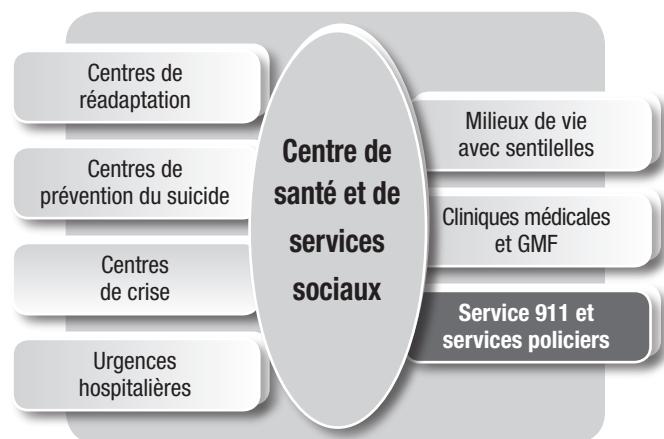 Centres de
réadaptation
Centres de
prévention du suicide
Centres
de crise
Urgences
hospitalières
Centre de
santé et de
services
sociaux
Milieux de vie
avec sentilelles
Cliniques médicales
et GMF
Service 911 et
services policiers